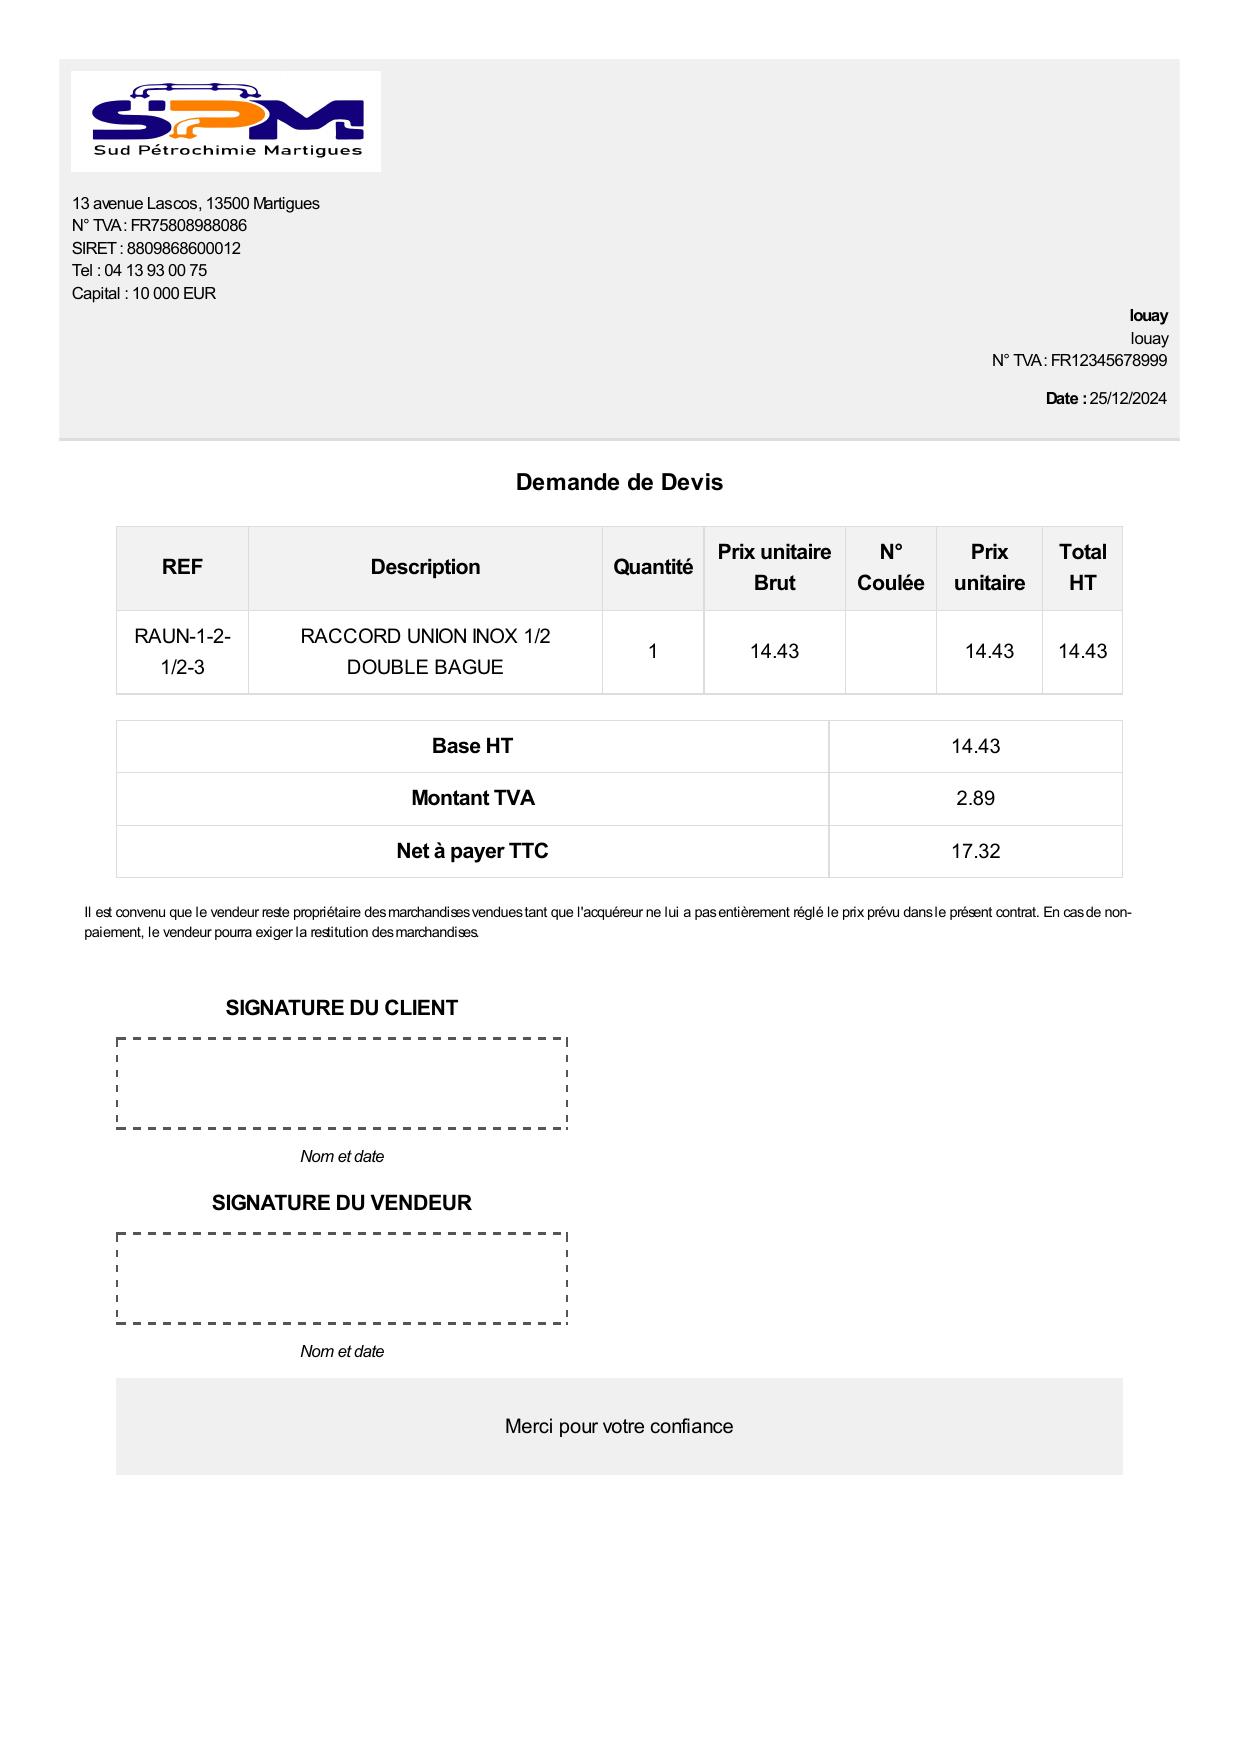 SPM
Sud Pétrochimie Martigues
13 avenue Lascos, 13500 Martigues
N° TVA : FR75808988086
SIRET : 8809868600012
Tel : 04 13 93 00 75
Capital : 10 000 EUR
louay
louay
N° TVA : FR12345678999
Date : 25/12/2024
Demande de Devis
REF Description Quantité Prix unitaire Brut N° Coulée Prix unitaire Total HT
RAUN-1-2-1/2-3 RACCORD UNION INOX 1/2 DOUBLE BAGUE 1 14.43 14.43 14.43
Base HT 14.43
Montant TVA 2.89
Net à payer TTC 17.32
Il est convenu que le vendeur reste propriétaire des marchandises vendues tant que l'acquéreur ne lui a pas entièrement réglé le prix prévu dans le présent contrat. En cas de non-
paiement, le vendeur pourra exiger la restitution des marchandises.
SIGNATURE DU CLIENT
Nom et date
SIGNATURE DU VENDEUR
Nom et date
Merci pour votre confiance